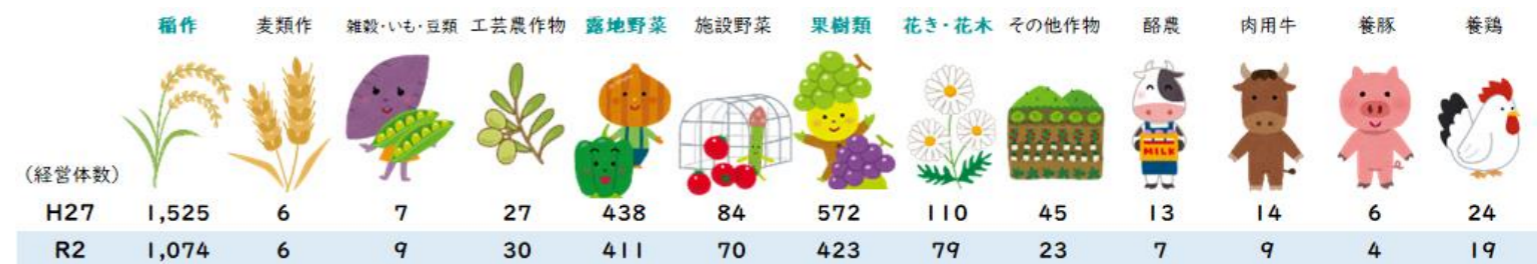 稲作 麦類作 雑穀・いも・豆類 工芸農作物 露地野菜 施設野菜 果樹類 花き・花木 その他作物 酪農 肉用牛 養豚 養鶏
MILK
(経営体数)
H27 1,525 6 7 27 438 84 572 110 45 13 14 6 24
R2 1,074 6 9 30 411 70 423 79 23 7 9 4 19